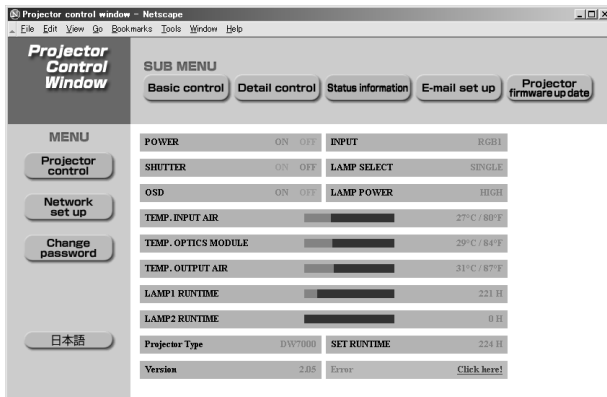 Projector control window - Netscape
File Edit View Go Bookmarks Tools Window Help
Projector
Control
Window
SUB MENU
Basic control Detail control Status information E-mail set up Projector firmware up date
MENU
Projector
control
Network
set up
Change
password
日本語
POWER ON OFF INPUT RGB1
SHUTTER ON OFF LAMP SELECT SINGLE
OSD ON OFF LAMP POWER HIGH
TEMP. INPUT AIR 27°C / 80°F
TEMP. OPTICS MODULE 29°C / 84°F
TEMP. OUTPUT AIR 31°C / 87°F
LAMP1 RUNTIME 221 H
LAMP2 RUNTIME 0 H
Projector Type DW7000 SET RUNTIME 224 H
Version 2.05 Error Click here!